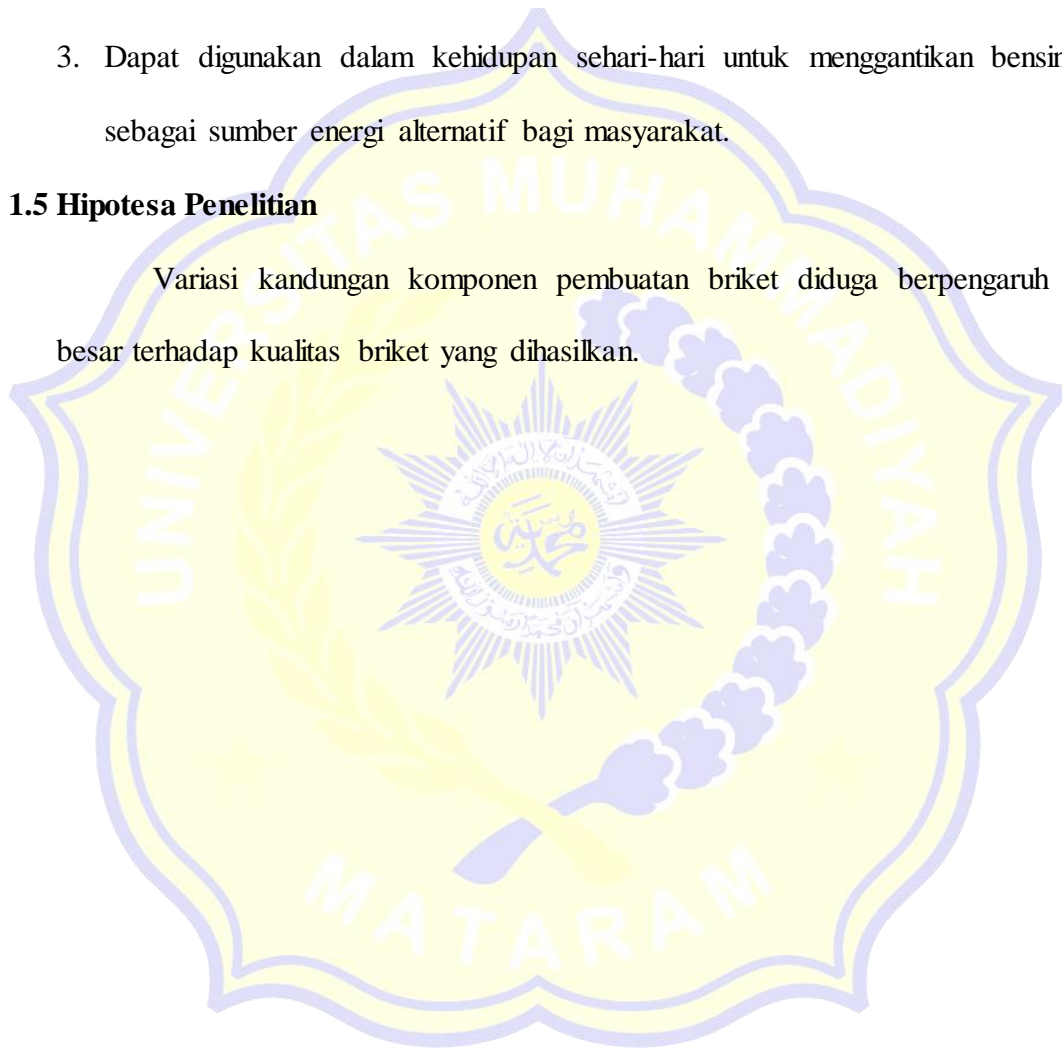 3. Dapat digunakan dalam kehidupan sehari-hari untuk menggantikan bensin
sebagai sumber energi alternatif bagi masyarakat.
1.5 Hipotesa Penelitian
Variasi kandungan komponen pembuatan briket diduga berpengaruh
besar terhadap kualitas briket yang dihasilkan.
UNIVERSITAS MUHAMMADIYAH
MATARAM